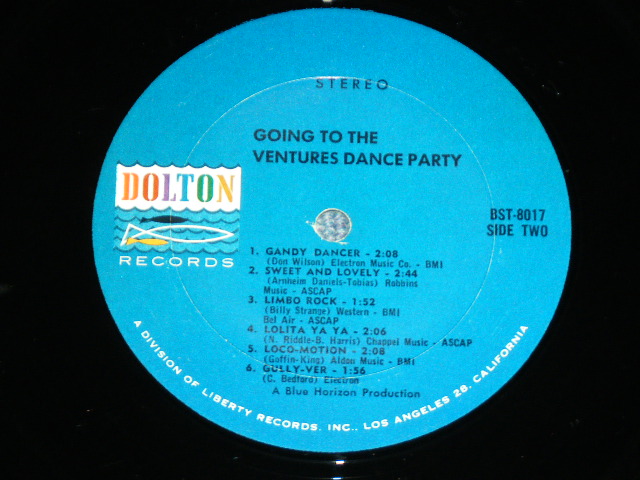 STEREO
GOING TO THE
VENTURES DANCE PARTY
DOLTON
RECORDS
BST-8017
SIDE TWO
1. GANDY DANCER - 2:08
(Don Wilson) Electron Music Co. - BMI
2. SWEET AND LOVELY - 2:44
(Arnheim Daniels-Tobias) Robbins
Music - ASCAP
3. LIMBO ROCK - 1:52
(Billy Strange) Western - BMI
Bel Air - ASCAP
4. LOLITA YA YA - 2:06
(N. Riddle-B. Harris) Chappel Music - ASCAP
5. LOCO-MOTION - 2:08
(Goffin-King) Aldon Music - BMI
6. GULLY-VER - 1:56
(C. Bedford) Electron
A Blue Horizon Production
A DIVISION OF LIBERTY RECORDS, INC., LOS ANGELES 28, CALIFORNIA